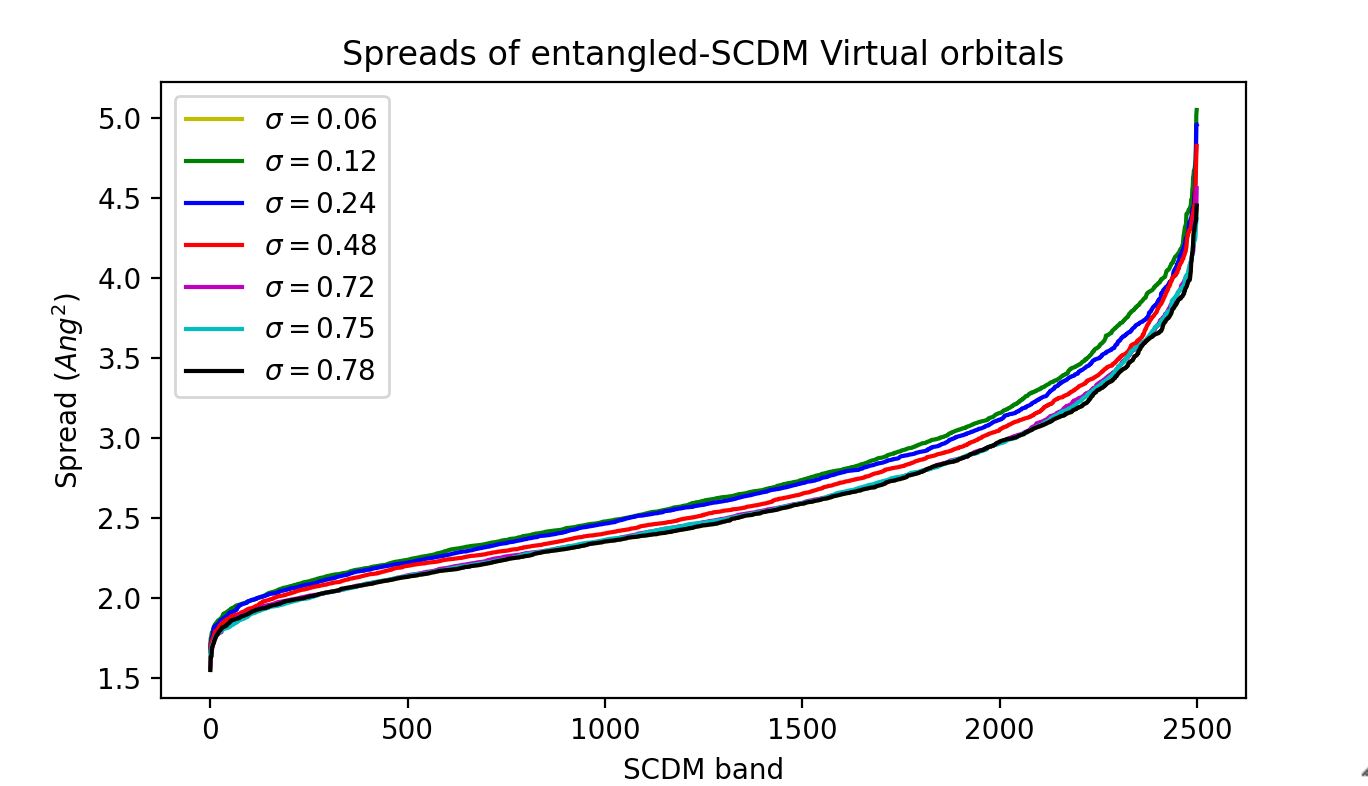 Spreads of entangled-SCDM Virtual orbitals
5.0
4.5
4.0
3.5
3.0
2.5
2.0
1.5
Spread (Ang²)
σ = 0.06
σ = 0.12
σ = 0.24
σ = 0.48
σ = 0.72
σ = 0.75
σ = 0.78
0 500 1000 1500 2000 2500
SCDM band